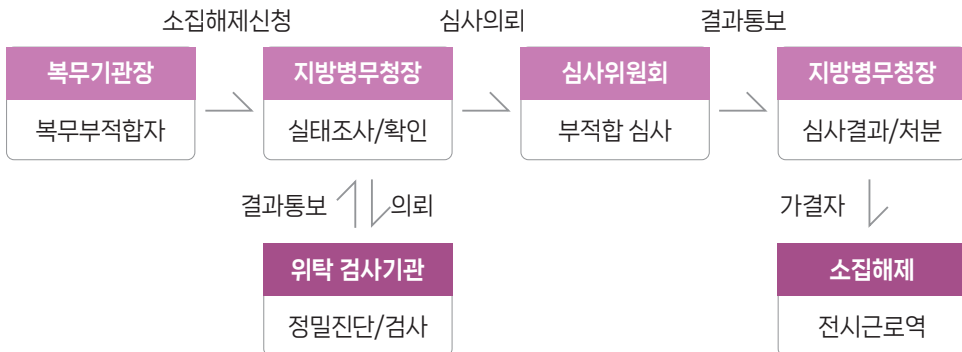 소집해제신청 심사의뢰 결과통보
복무기관장 지방병무청장 심사위원회 지방병무청장
복무부적합자 실태조사/확인 부적합 심사 심사결과/처분
결과통보 의뢰 가결자
위탁 검사기관 소집해제
정밀진단/검사 전시근로역